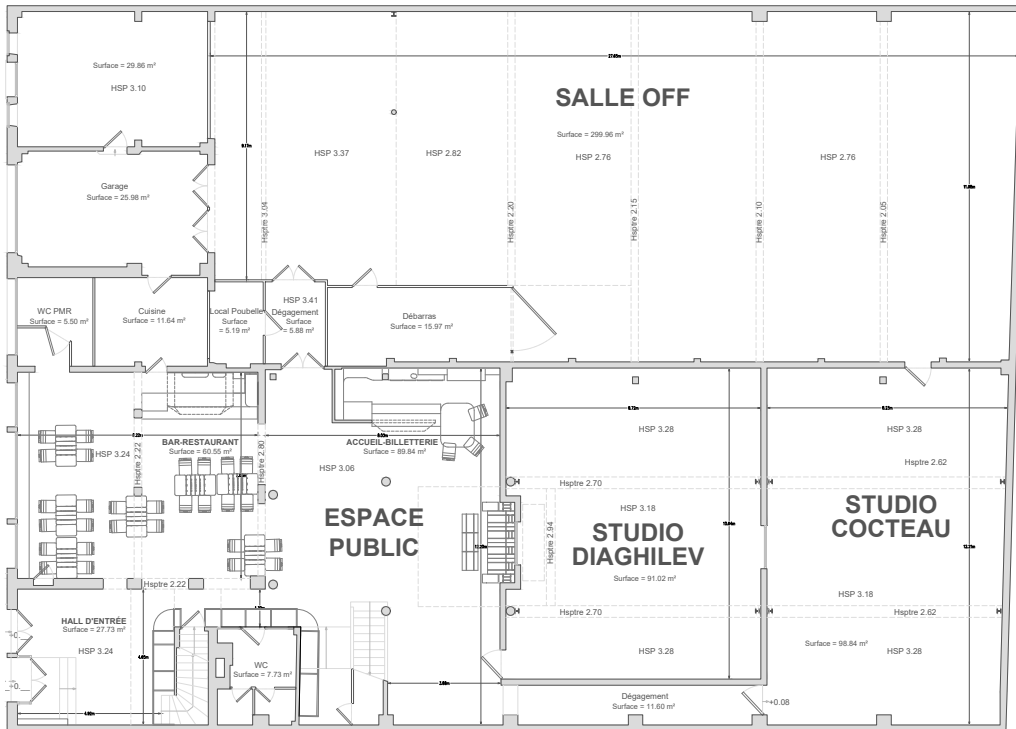 Surface = 29.86 m²
HSP 3.10
27.85m
SALLE OFF
Surface = 299.96 m²
HSP 3.37
HSP 2.82
HSP 2.76
HSP 2.76
Garage
Surface = 25.98 m²
Hsptre 3.04
Hsptre 2.20
Hsptre 2.15
Hsptre 2.10
Hsptre 2.05
WC PMR
Surface = 5.50 m²
Cuisine
Surface = 11.64 m²
Local Poubelle
Surface
= 5.19 m²
HSP 3.41
Dégagement
Surface
= 5.88 m²
Débarras
Surface = 15.97 m²
BAR-RESTAURANT
Surface = 60.55 m²
HSP 3.24
Hsptre 2.22
Hsptre 2.80
ACCUEIL-BILLETTERIE
Surface = 89.84 m²
HSP 3.06
ESPACE
PUBLIC
8.72m
HSP 3.28
Hsptre 2.70
HSP 3.18
Hsptre 2.94
STUDIO
DIAGHILEV
Surface = 91.02 m²
Hsptre 2.70
HSP 3.28
HSP 3.28
Hsptre 2.62
STUDIO
COCTEAU
HSP 3.18
Hsptre 2.62
Surface = 98.84 m²
HSP 3.28
Hsptre 2.22
HALL D'ENTRÉE
Surface = 27.73 m²
HSP 3.24
WC
Surface = 7.73 m²
Dégagement
Surface = 11.60 m²
+0.08